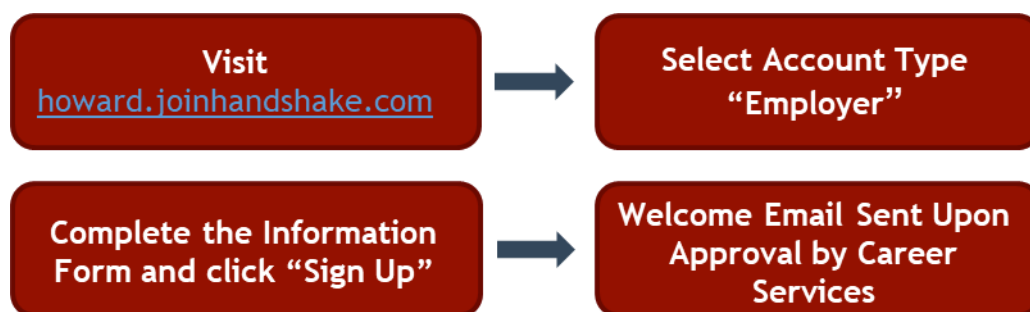 Visit
howard.joinhandshake.com
Select Account Type
“Employer”
Complete the Information
Form and click “Sign Up”
Welcome Email Sent Upon
Approval by Career
Services